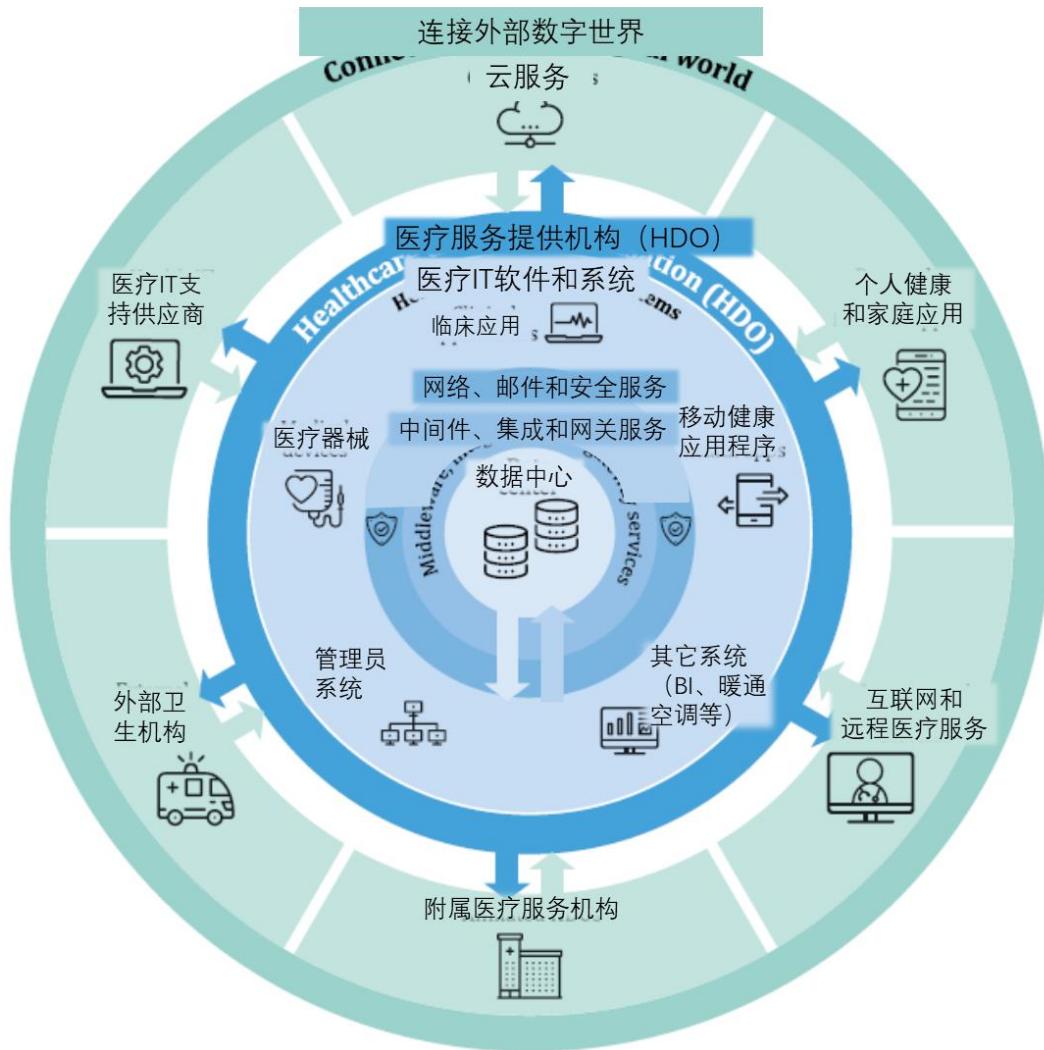 连接外部数字世界
world
云服务
医疗服务提供机构（HDO）
Healthcare
(HDO)
医疗IT软件和系统
临床应用
医疗IT支
持供应商
个人健康
和家庭应用
网络、邮件和安全服务
中间件、集成和网关服务
医疗器械
移动健康
应用程序
数据中心
Middleware,
services
管理员
系统
其它系统
（BI、暖通
空调等）
外部卫
生机构
互联网和
远程医疗服务
附属医疗服务机构